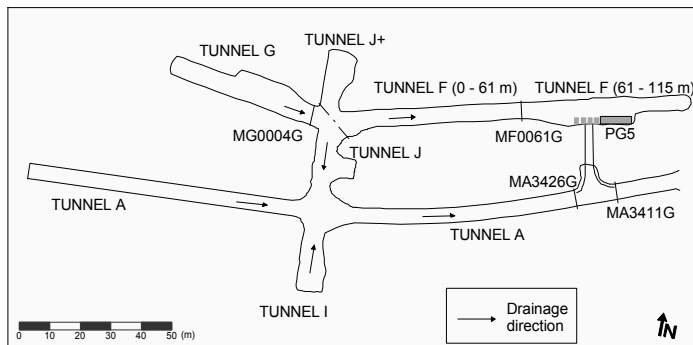 TUNNEL J+
TUNNEL G
TUNNEL F (0 - 61 m)
TUNNEL F (61 - 115 m)
MG0004G
MF0061G
PG5
TUNNEL J
MA3426G
TUNNEL A
MA3411G
TUNNEL A
TUNNEL I
0 10 20 30 40 50 (m)
Drainage
direction
N